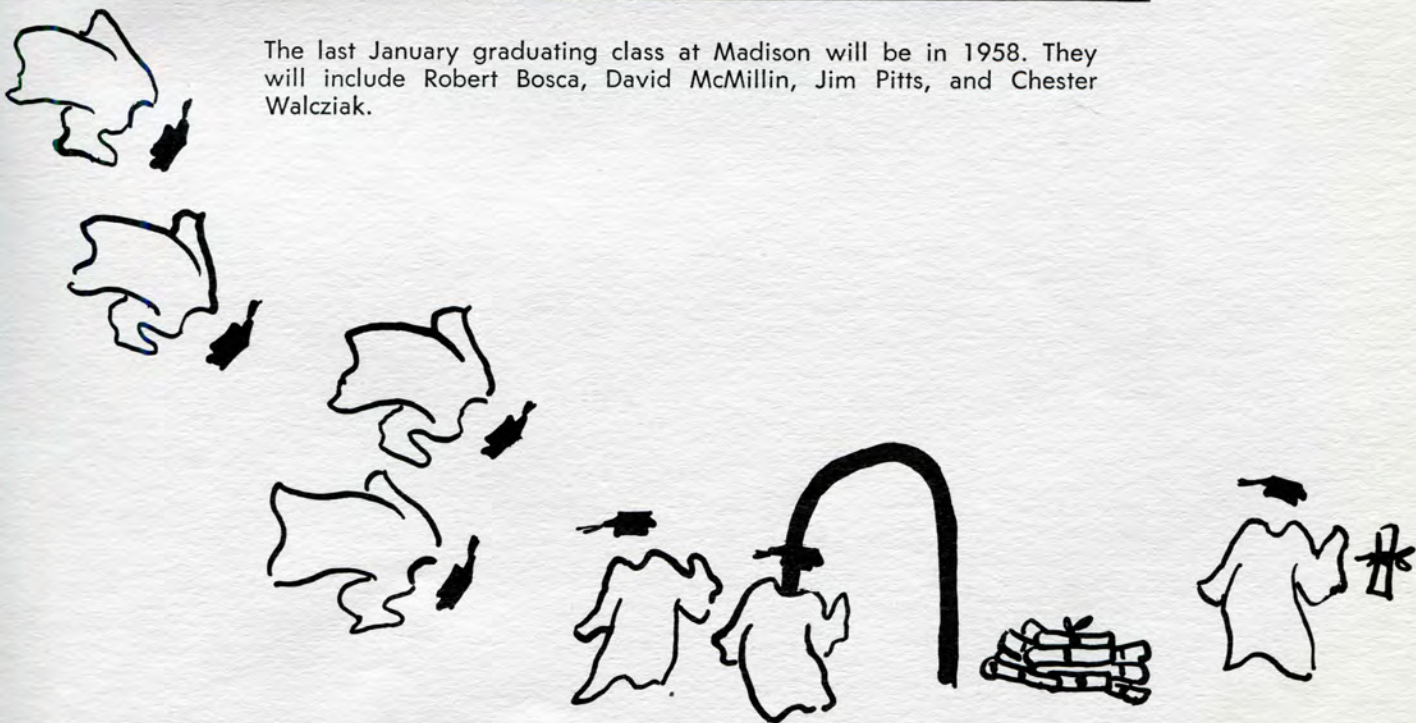 The last January graduating class at Madison will be in 1958. They
will include Robert Bosca, David McMillin, Jim Pitts, and Chester
Walcziak.